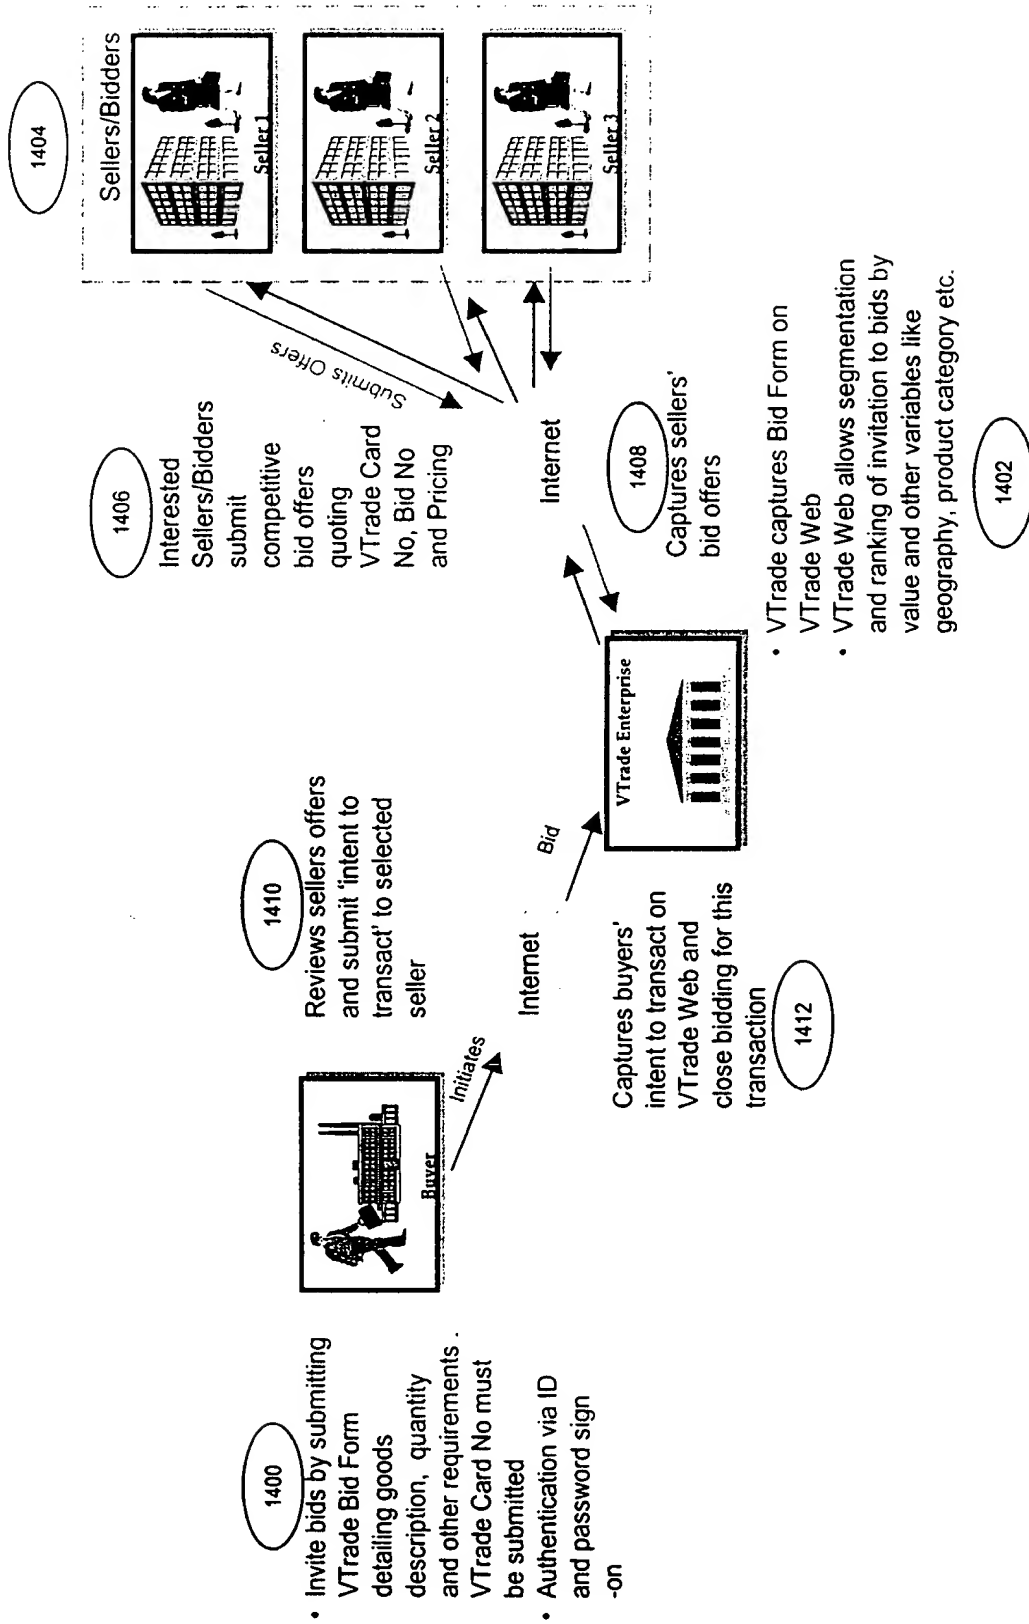 1400
• Invite bids by submitting
VTrade Bid Form
detailing goods
description, quantity
and other requirements .
VTrade Card No must
be submitted
• Authentication via ID
and password sign
-on
Buyer
Initiates
1410
Reviews sellers offers
and submit 'intent to
transact' to selected
seller
Internet
Bid
Captures buyers'
intent to transact on
VTrade Web and
close bidding for this
transaction
1412
VTrade Enterprise
1406
Interested
Sellers/Bidders
submit
competitive
bid offers
quoting
VTrade Card
No, Bid No
and Pricing
Submits Offers
Internet
1408
Captures sellers'
bid offers
• VTrade captures Bid Form on
VTrade Web
• VTrade Web allows segmentation
and ranking of invitation to bids by
value and other variables like
geography, product category etc.
1402
1404
Sellers/Bidders
Seller 1
Seller 2
Seller 3